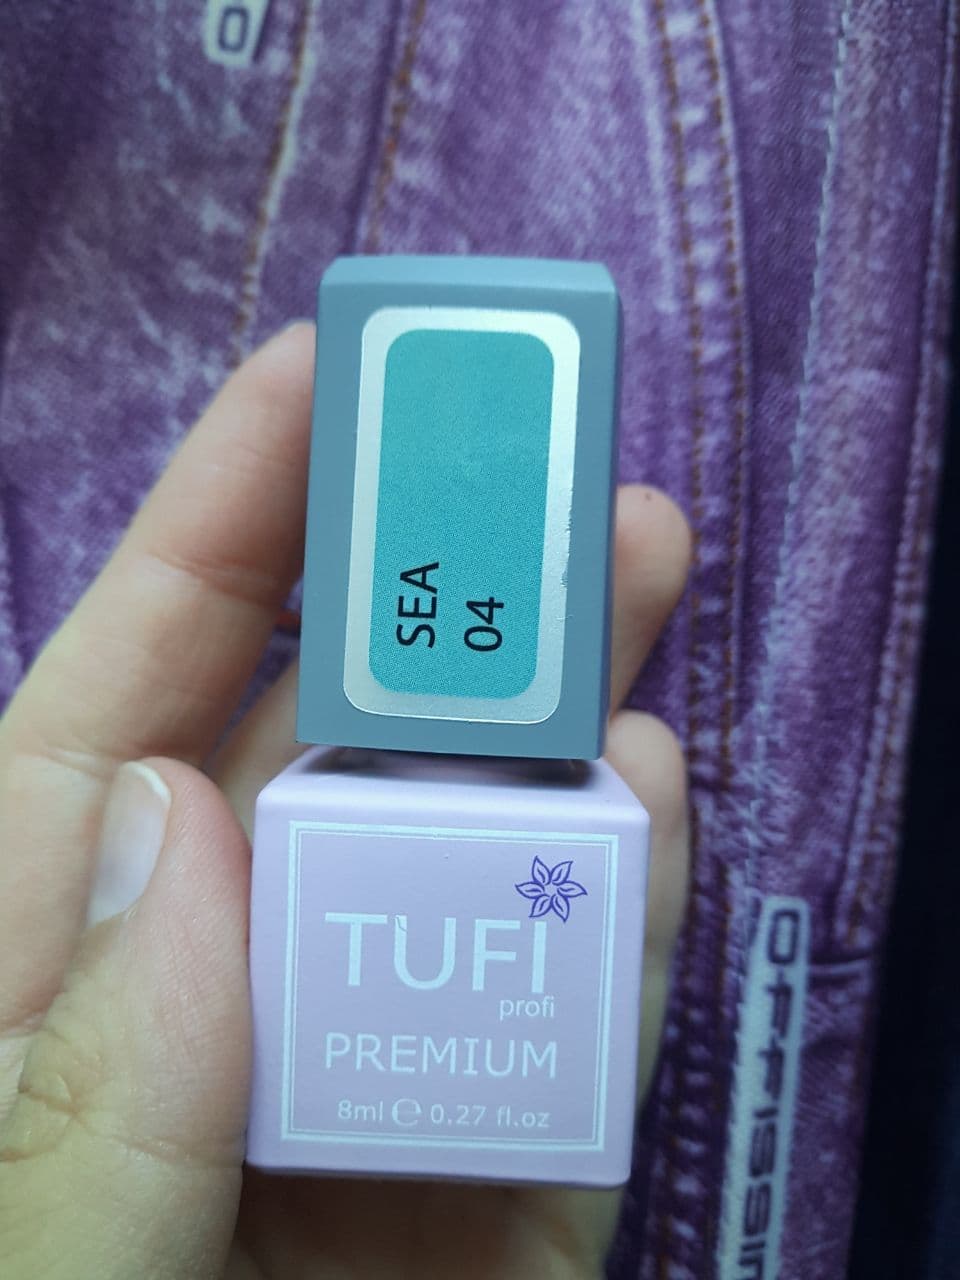 SEA
04
TUFI
profi
PREMIUM
8ml ℮ 0.27 fl.oz